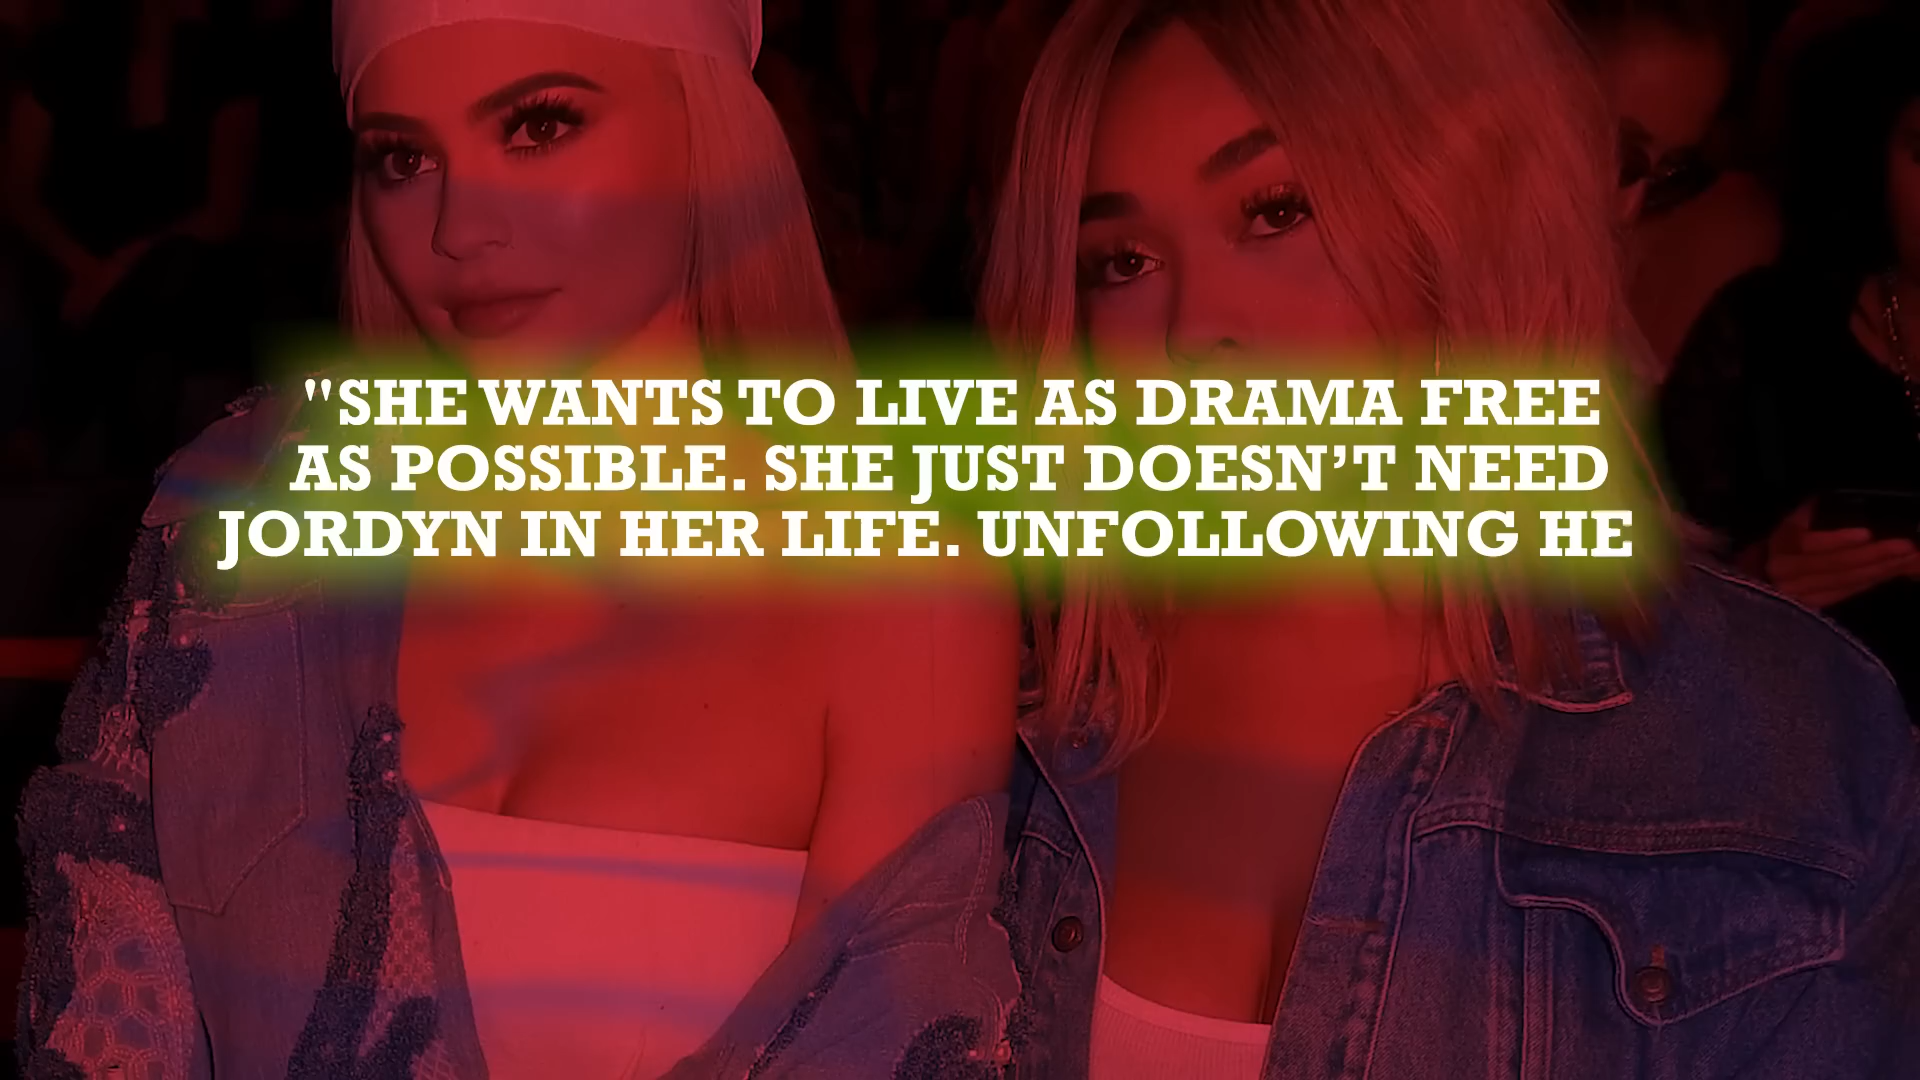 "SHE WANTS TO LIVE AS DRAMA FREE
AS POSSIBLE. SHE JUST DOESN’T NEED
JORDYN IN HER LIFE. UNFOLLOWING HE